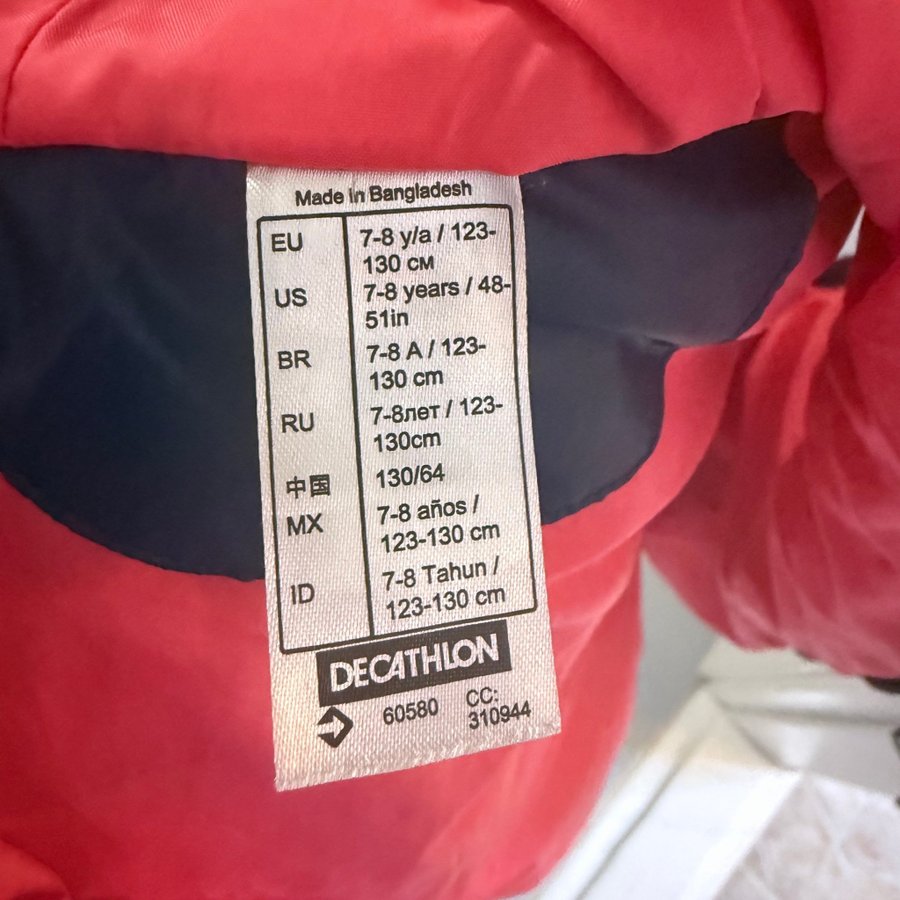 Made in Bangladesh
EU 7-8 y/a / 123-
130 см
US 7-8 years / 48-
51in
BR 7-8 A / 123-
130 cm
RU 7-8лет / 123-
130cm
中国 130/64
MX 7-8 años /
123-130 cm
ID 7-8 Tahun /
123-130 cm
DECATHLON
60580 CC:
310944